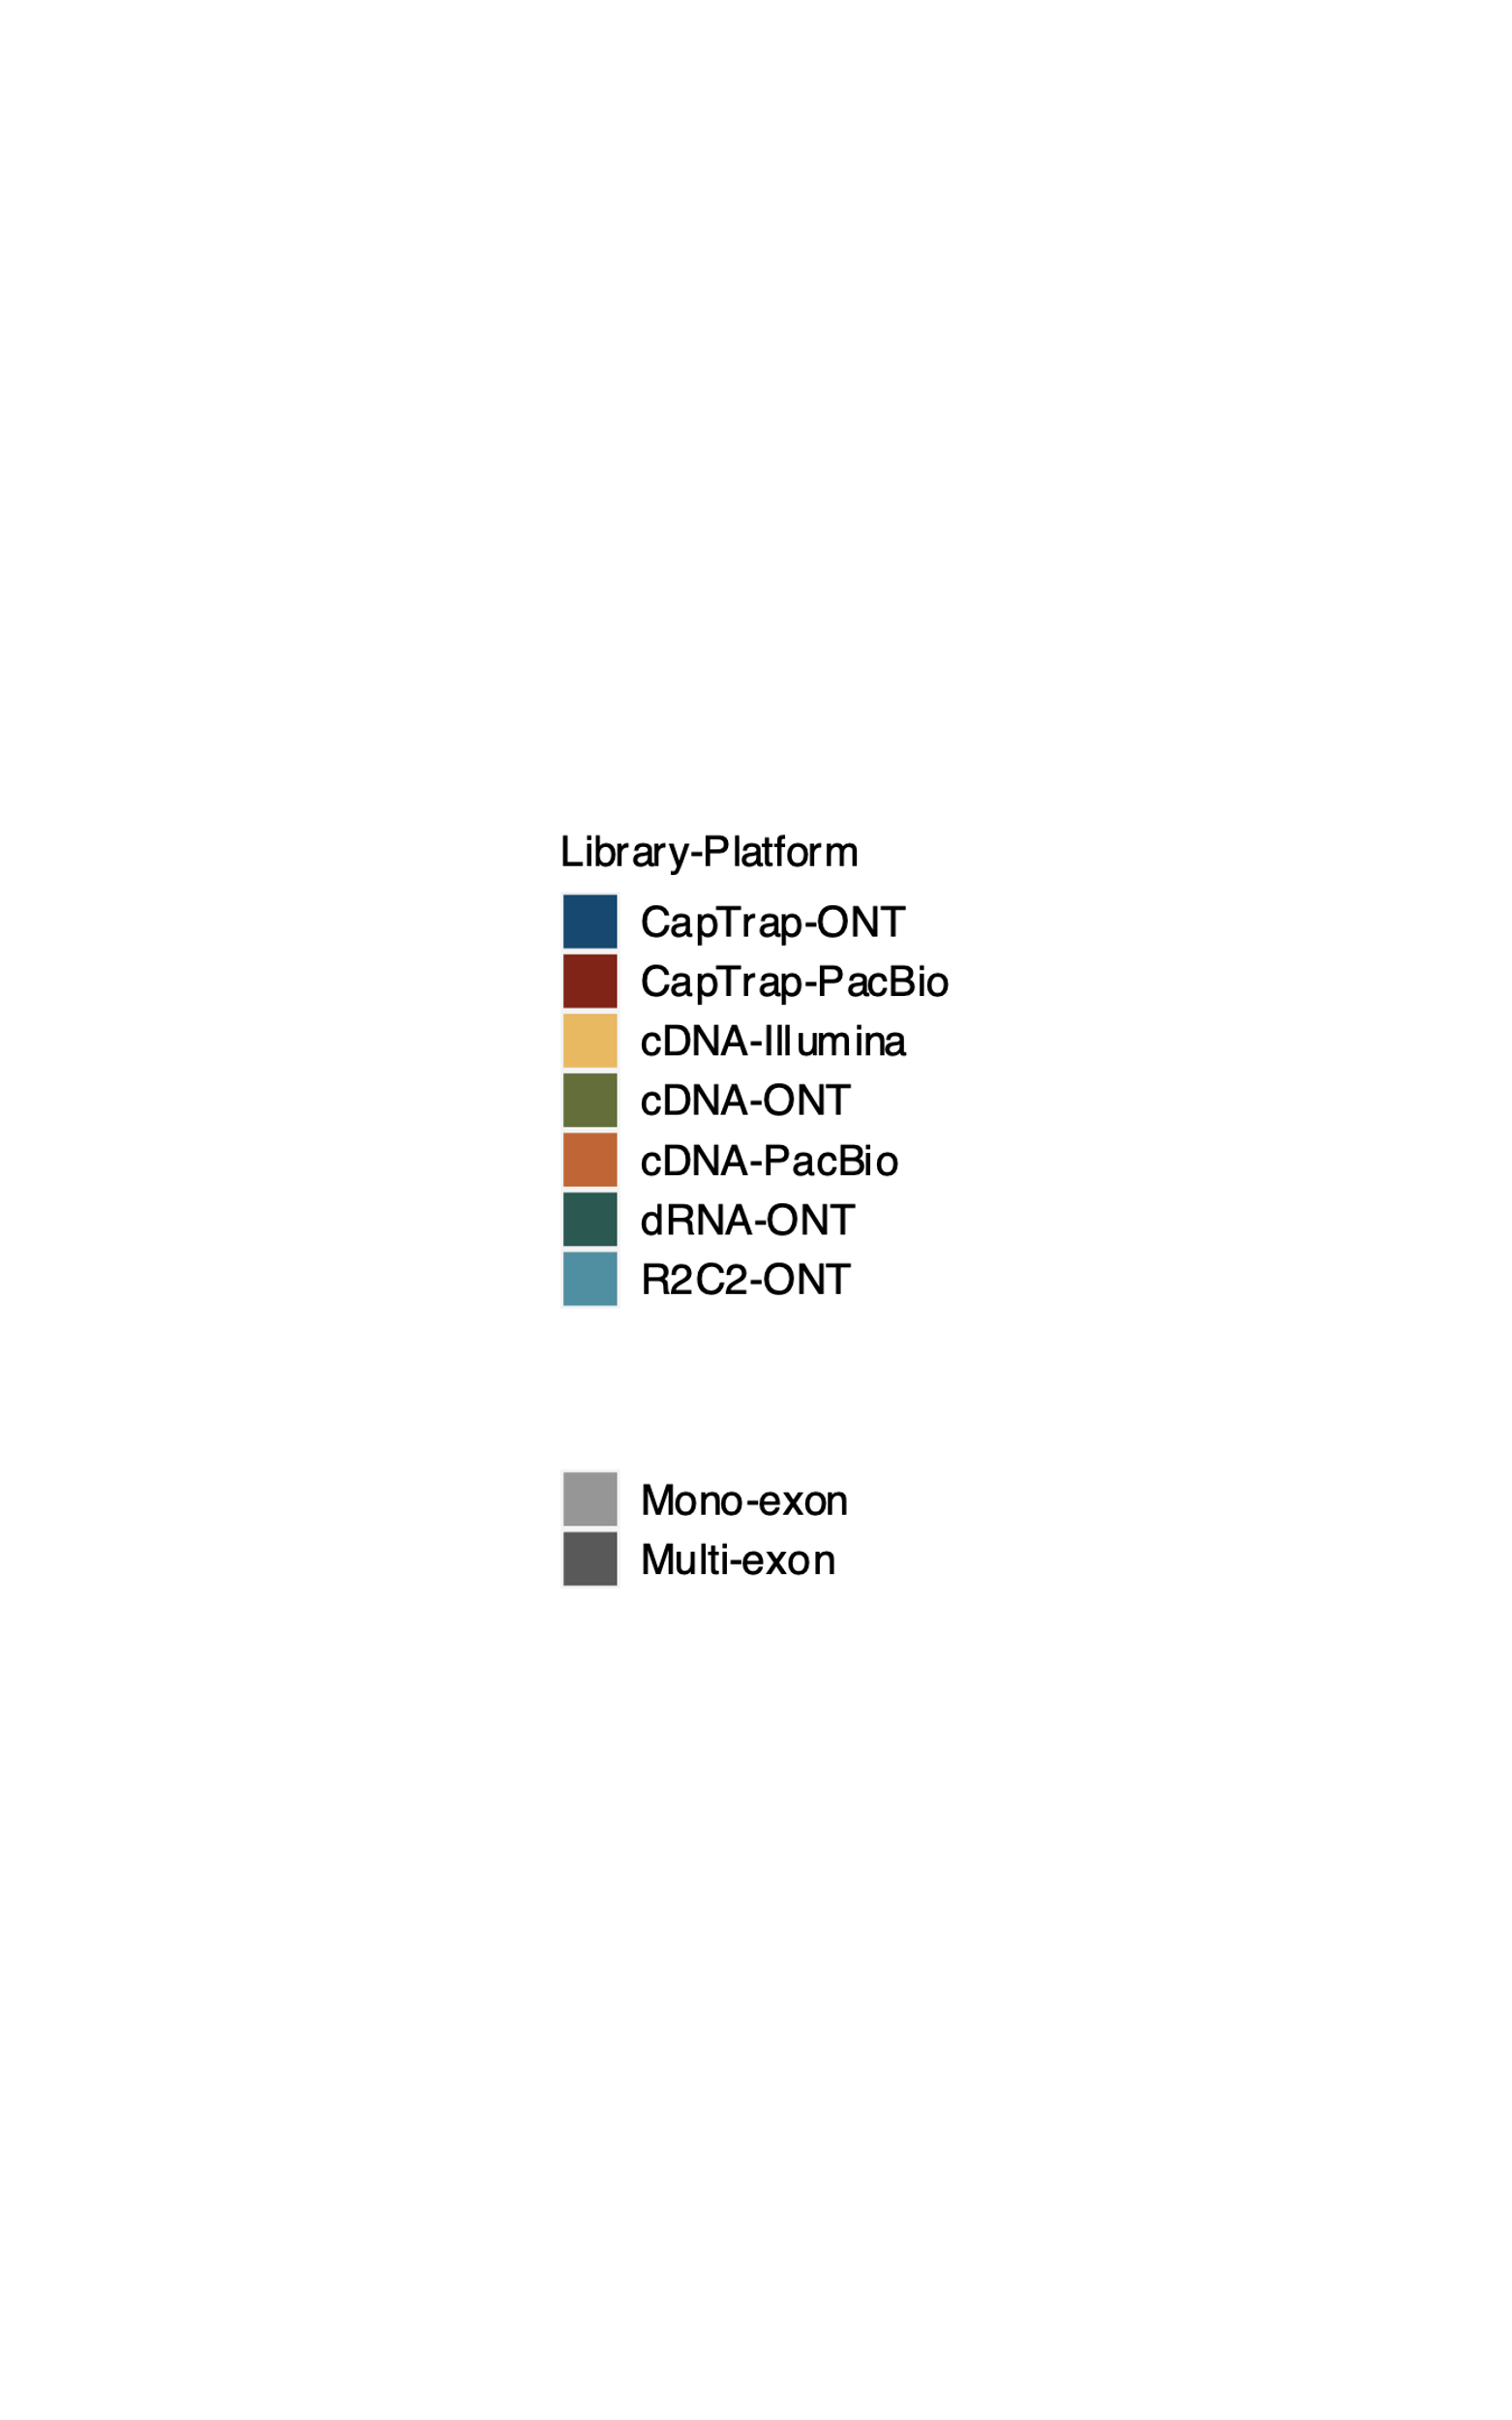 Library-Platform
CapTrap-ONT
CapTrap-PacBio
cDNA-Illumina
cDNA-ONT
cDNA-PacBio
dRNA-ONT
R2C2-ONT
Mono-exon
Multi-exon